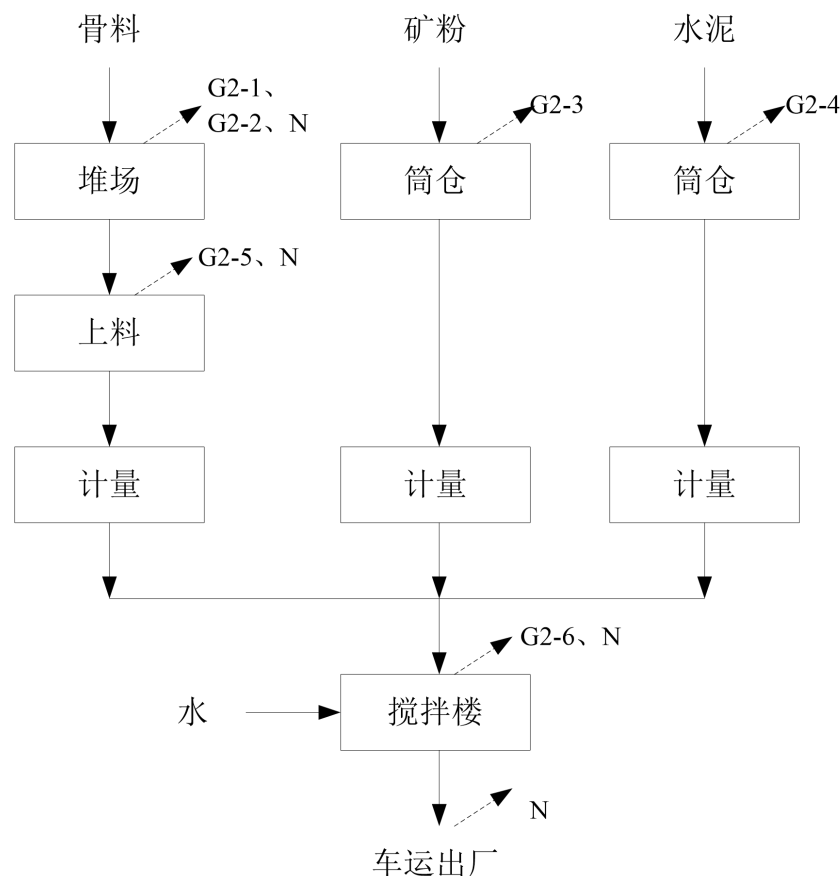 骨料
矿粉
水泥
G2-1、
G2-2、N
G2-3
G2-4
堆场
筒仓
筒仓
G2-5、N
上料
计量
计量
计量
G2-6、N
水
搅拌楼
N
车运出厂